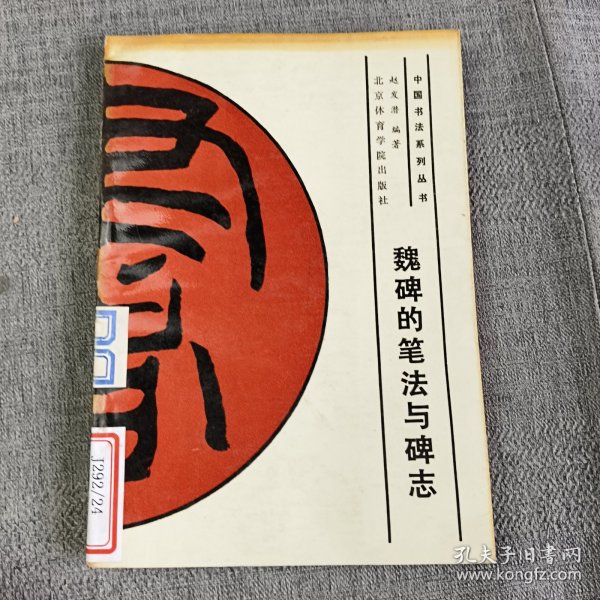 中国书法系列丛书
赵发潜 编著
北京体育学院出版社
魏碑的笔法与碑志
J292/24
孔夫子旧书网
www.kongfz.com